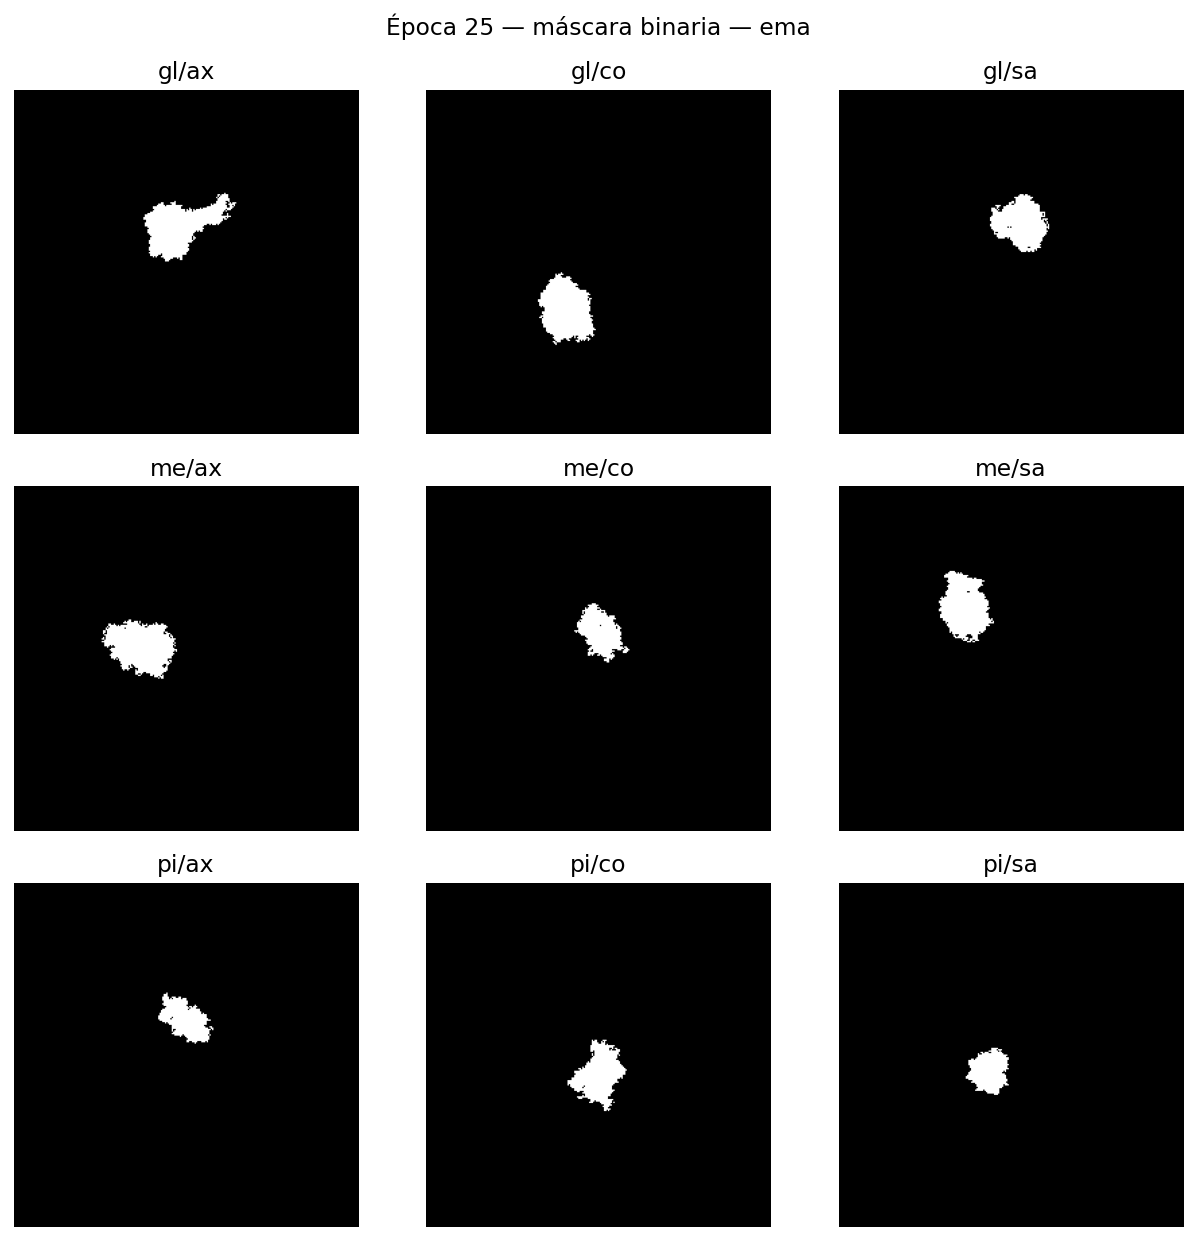 Época 25 — máscara binaria — ema
gl/ax
gl/co
gl/sa
me/ax
me/co
me/sa
pi/ax
pi/co
pi/sa